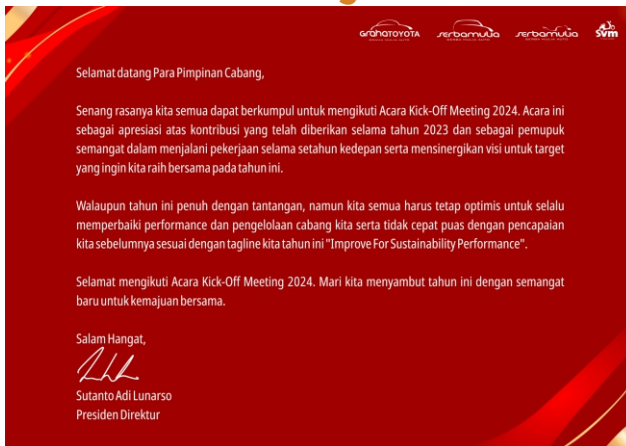 GrahaTOYOTA serbamulia serbamulia svm
Selamat datang Para Pimpinan Cabang,
Senang rasanya kita semua dapat berkumpul untuk mengikuti Acara Kick-Off Meeting 2024. Acara ini
sebagai apresiasi atas kontribusi yang telah diberikan selama tahun 2023 dan sebagai pemupuk
semangat dalam menjalani pekerjaan selama setahun kedepan serta mensinergikan visi untuk target
yang ingin kita raih bersama pada tahun ini.
Walaupun tahun ini penuh dengan tantangan, namun kita semua harus tetap optimis untuk selalu
memperbaiki performance dan pengelolaan cabang kita serta tidak cepat puas dengan pencapaian
kita sebelumnya sesuai dengan tagline kita tahun ini "Improve For Sustainability Performance".
Selamat mengikuti Acara Kick-Off Meeting 2024. Mari kita menyambut tahun ini dengan semangat
baru untuk kemajuan bersama.
Salam Hangat,
Sutanto Adi Lunarso
Presiden Direktur